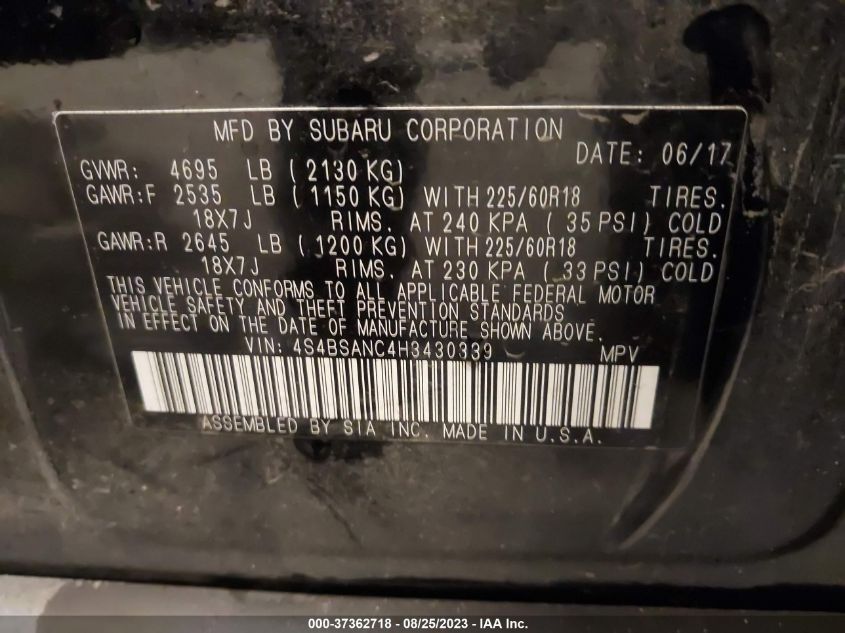 MFD BY SUBARU CORPORATION
DATE: 06/17
GVWR: 4695 LB ( 2130 KG)
GAWR:F 2535 LB ( 1150 KG) WITH 225/60R18 TIRES.
18X7J RIMS. AT 240 KPA ( 35 PSI) COLD
GAWR:R 2645 LB ( 1200 KG) WITH 225/60R18 TIRES.
18X7J RIMS. AT 230 KPA ( 33 PSI) COLD
THIS VEHICLE CONFORMS TO ALL APPLICABLE FEDERAL MOTOR
VEHICLE SAFETY AND THEFT PREVENTION STANDARDS
IN EFFECT ON THE DATE OF MANUFACTURE SHOWN ABOVE.
VIN: 4S4BSANC4H3430339 MPV
ASSEMBLED BY SIA INC. MADE IN U.S.A.
000-37362718 - 08/25/2023 - IAA Inc.